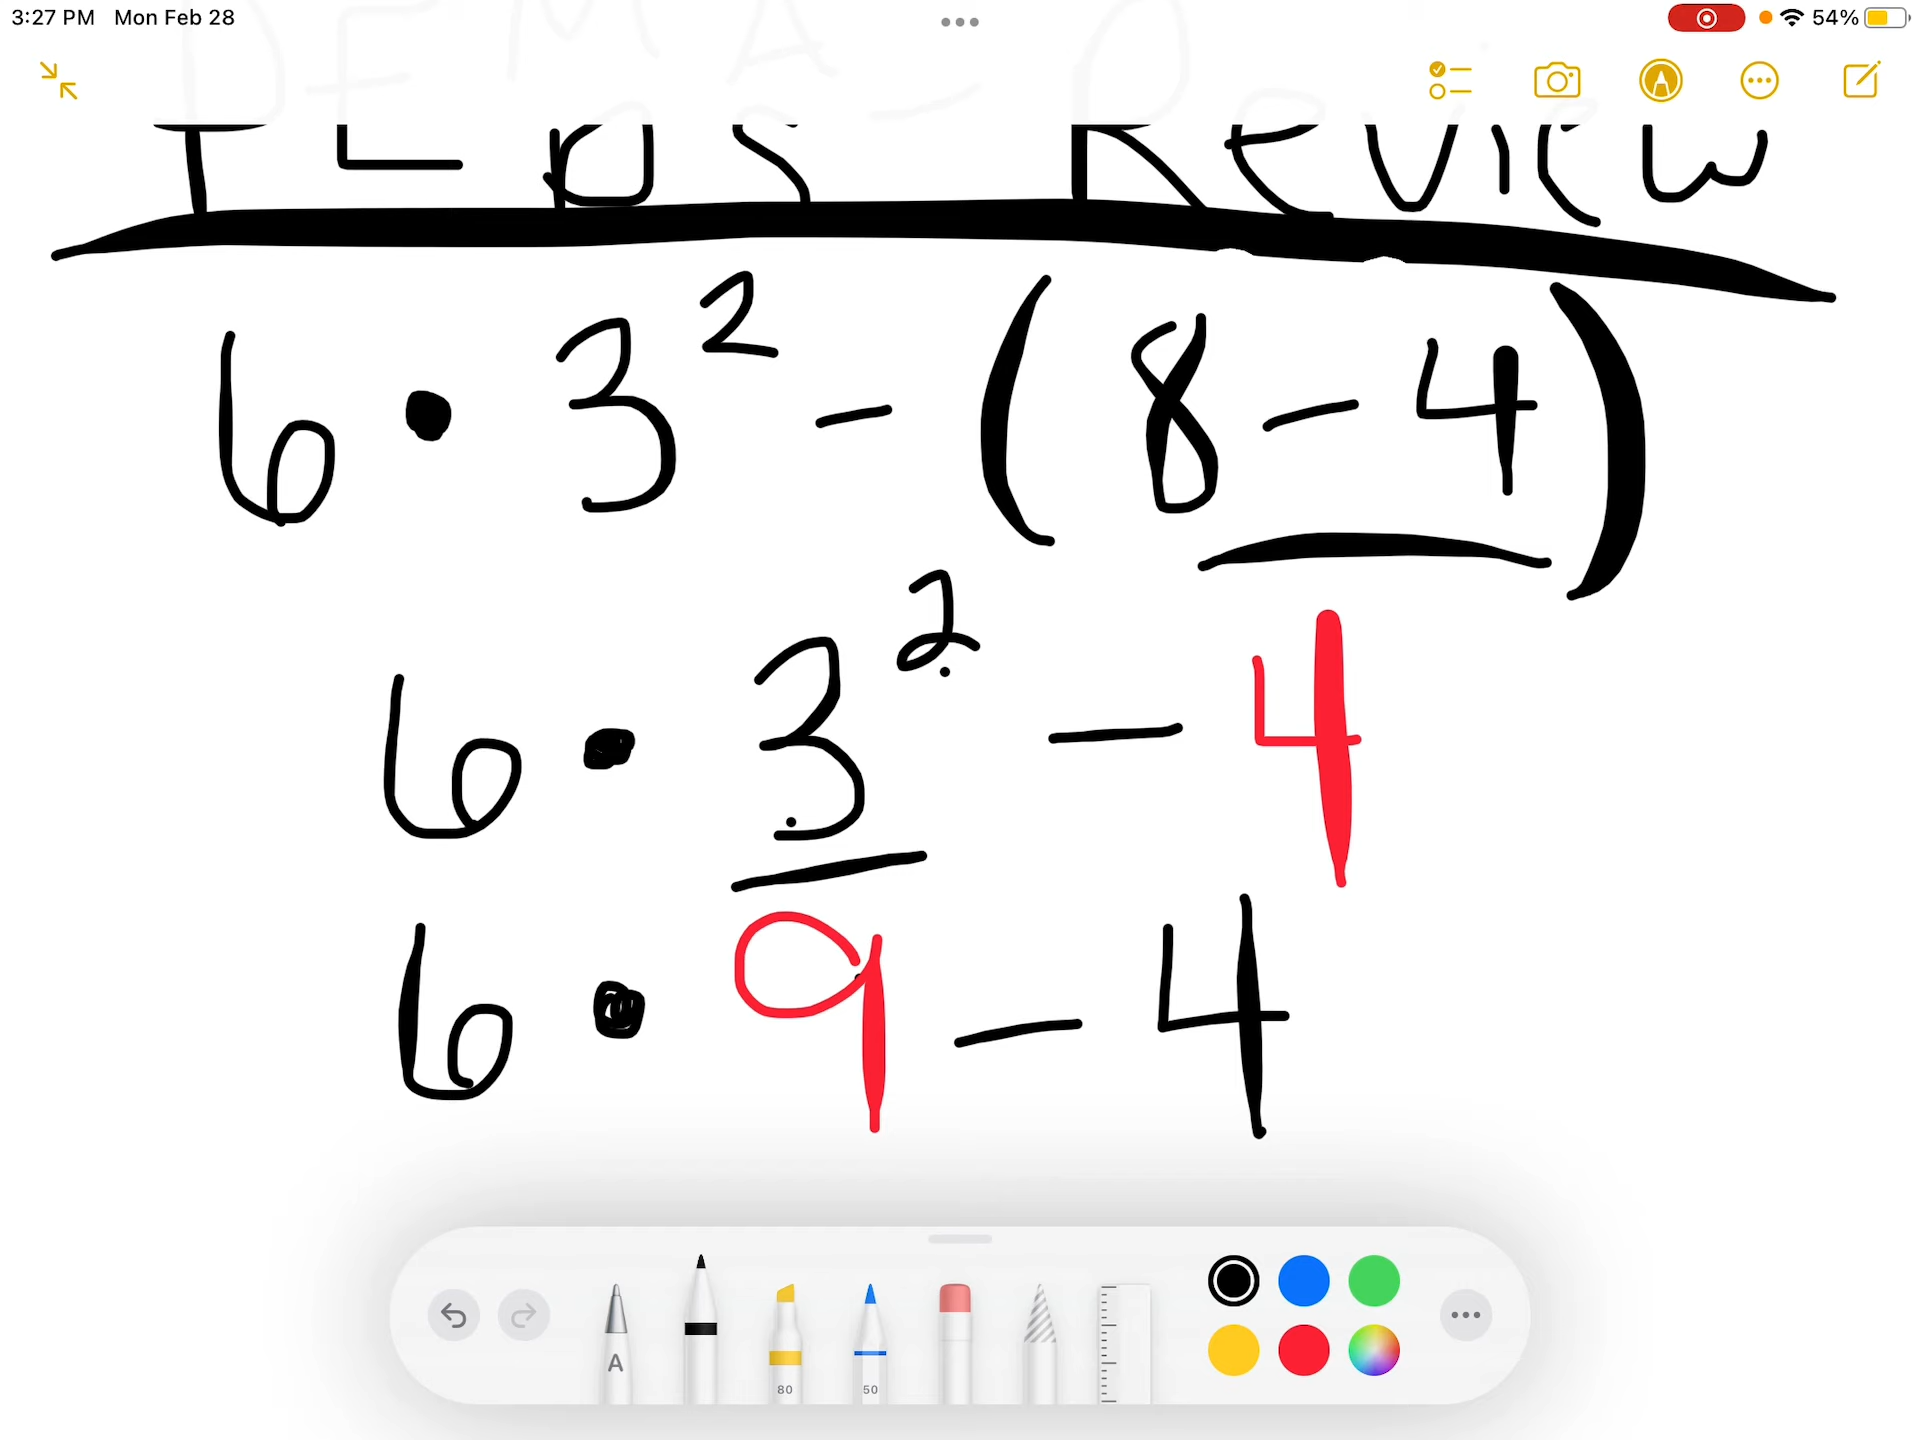 3:27 PM Mon Feb 28 54%
Review
6 • 3² - (8 - 4)
6 • 3² - 4
6 • 9 - 4
A 80 50